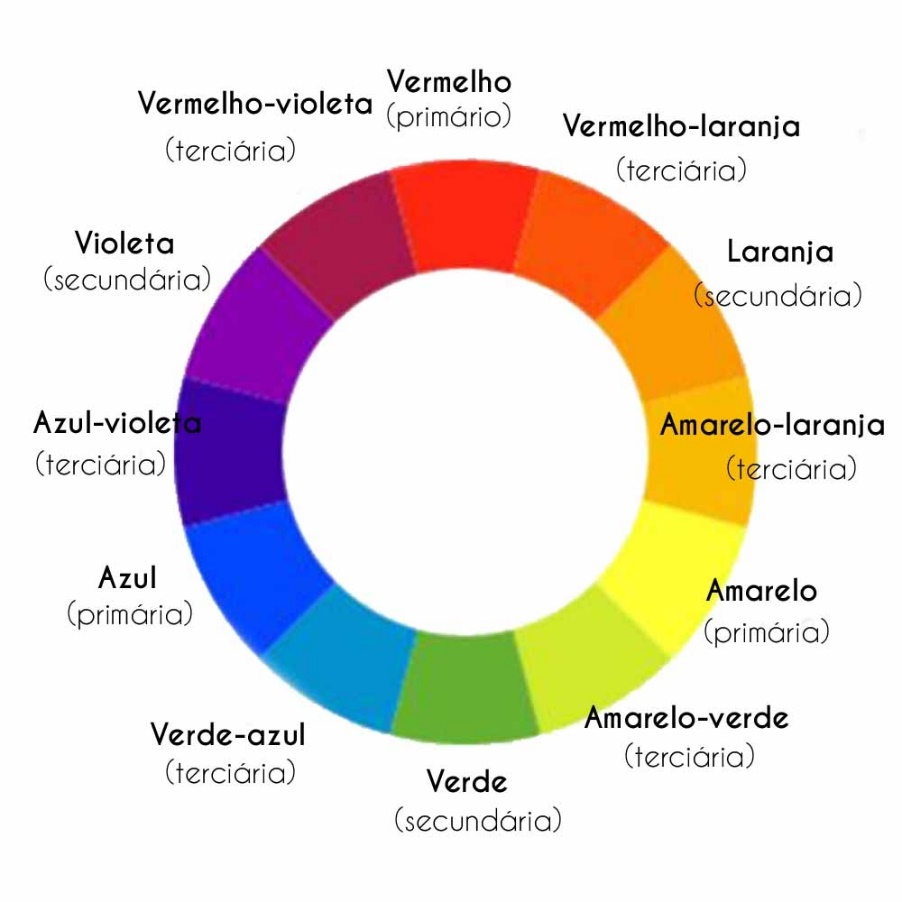 Vermelho
(primário)
Vermelho-laranja
(terciária)
Laranja
(secundária)
Amarelo-laranja
(terciária)
Amarelo
(primária)
Amarelo-verde
(terciária)
Verde
(secundária)
Verde-azul
(terciária)
Azul
(primária)
Azul-violeta
(terciária)
Violeta
(secundária)
Vermelho-violeta
(terciária)